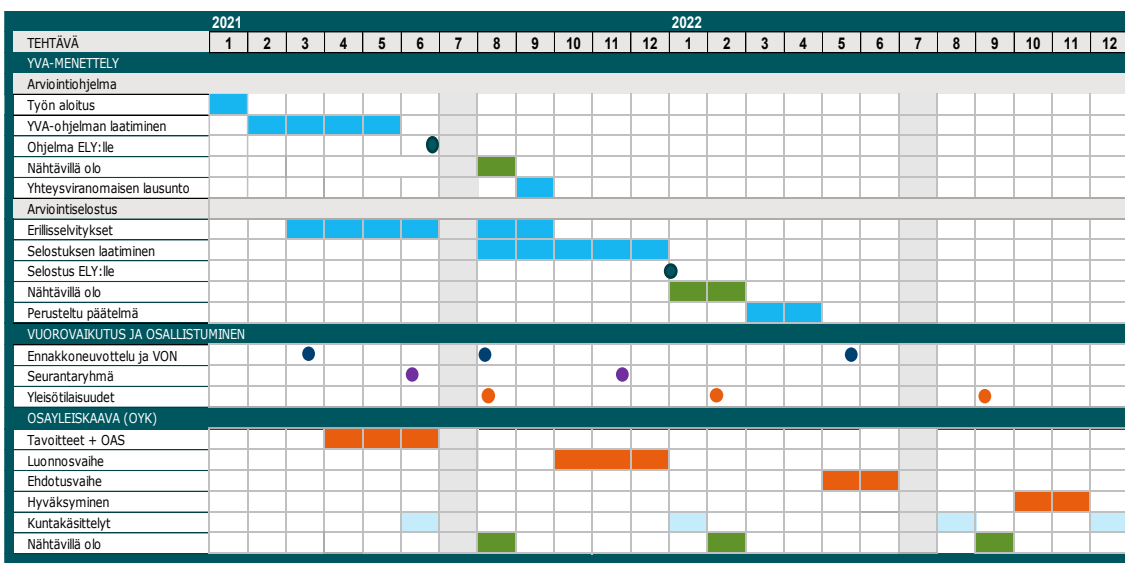 2021 2022
TEHTÄVÄ 1 2 3 4 5 6 7 8 9 10 11 12 1 2 3 4 5 6 7 8 9 10 11 12
YVA-MENETTELY
Arviointiohjelma
Työn aloitus
YVA-ohjelman laatiminen
Ohjelma ELY:lle
Nähtävillä olo
Yhteysviranomaisen lausunto
Arviointiselostus
Erillisselvitykset
Selostuksen laatiminen
Selostus ELY:lle
Nähtävillä olo
Perusteltu päätelmä
VUOROVAIKUTUS JA OSALLISTUMINEN
Ennakkoneuvottelu ja VON
Seurantaryhmä
Yleisötilaisuudet
OSAYLEISKAAVA (OYK)
Tavoitteet + OAS
Luonnosvaihe
Ehdotusvaihe
Hyväksyminen
Kuntakäsittelyt
Nähtävillä olo